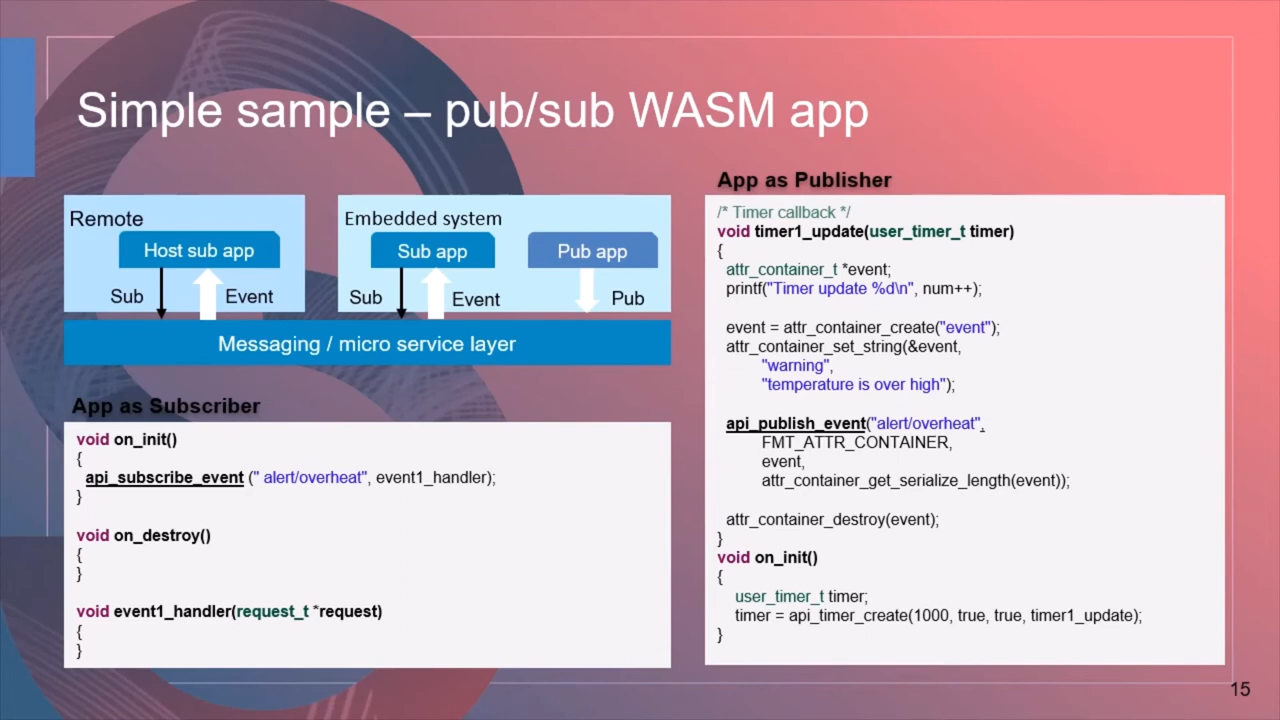 Simple sample – pub/sub WASM app
Remote
Host sub app
Sub
Event
Embedded system
Sub app
Pub app
Sub
Event
Pub
Messaging / micro service layer
App as Subscriber
void on_init()
{
api_subscribe_event (" alert/overheat", event1_handler);
}
void on_destroy()
{
}
void event1_handler(request_t *request)
{
}
App as Publisher
/* Timer callback */
void timer1_update(user_timer_t timer)
{
attr_container_t *event;
printf("Timer update %d\n", num++);
event = attr_container_create("event");
attr_container_set_string(&event,
"warning",
"temperature is over high");
api_publish_event("alert/overheat",
FMT_ATTR_CONTAINER,
event,
attr_container_get_serialize_length(event));
attr_container_destroy(event);
}
void on_init()
{
user_timer_t timer;
timer = api_timer_create(1000, true, true, timer1_update);
}
15